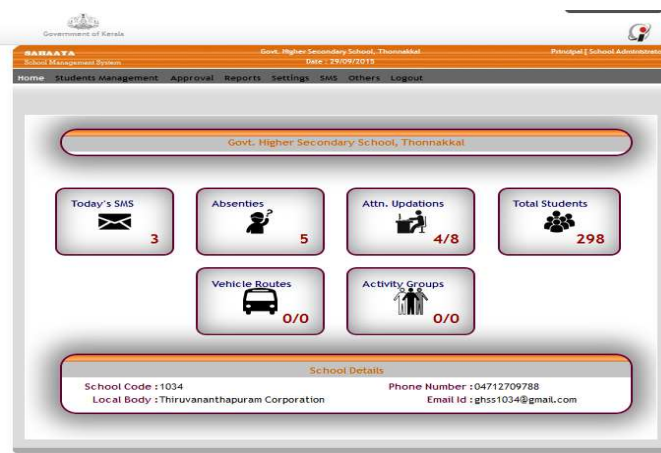 Government of Kerala
SAHAATA
School Management System
Govt. Higher Secondary School, Thonnakkal
Date : 29/09/2015
Principal [ School Administrato
Home Students Management Approval Reports Settings SMS Others Logout
Govt. Higher Secondary School, Thonnakkal
Today's SMS
3
Absenties
5
Attn. Updations
4/8
Total Students
298
Vehicle Routes
0/0
Activity Groups
0/0
School Details
School Code : 1034
Phone Number : 04712709788
Local Body : Thiruvananthapuram Corporation
Email Id : ghss1034@gmail.com